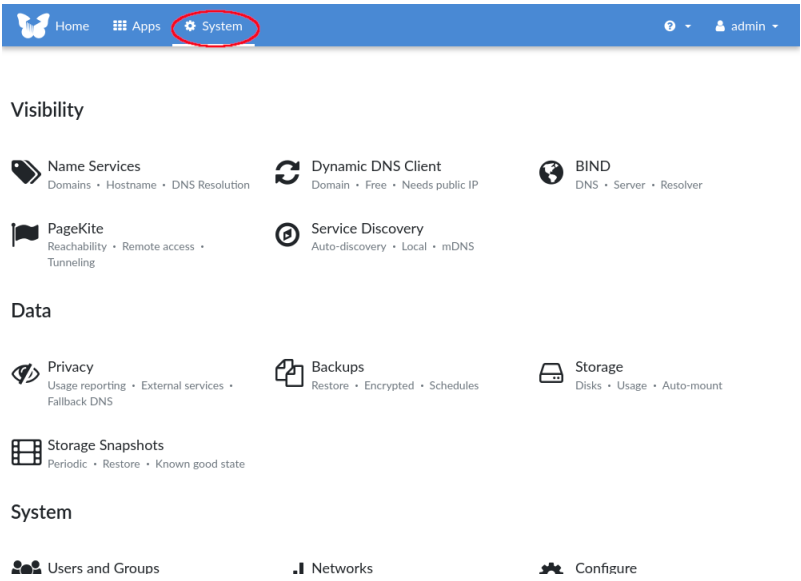 Home Apps System admin
Visibility
Name Services
Domains • Hostname • DNS Resolution
Dynamic DNS Client
Domain • Free • Needs public IP
BIND
DNS • Server • Resolver
PageKite
Reachability • Remote access •
Tunneling
Service Discovery
Auto-discovery • Local • mDNS
Data
Privacy
Usage reporting • External services •
Fallback DNS
Backups
Restore • Encrypted • Schedules
Storage
Disks • Usage • Auto-mount
Storage Snapshots
Periodic • Restore • Known good state
System
Users and Groups
Networks
Configure